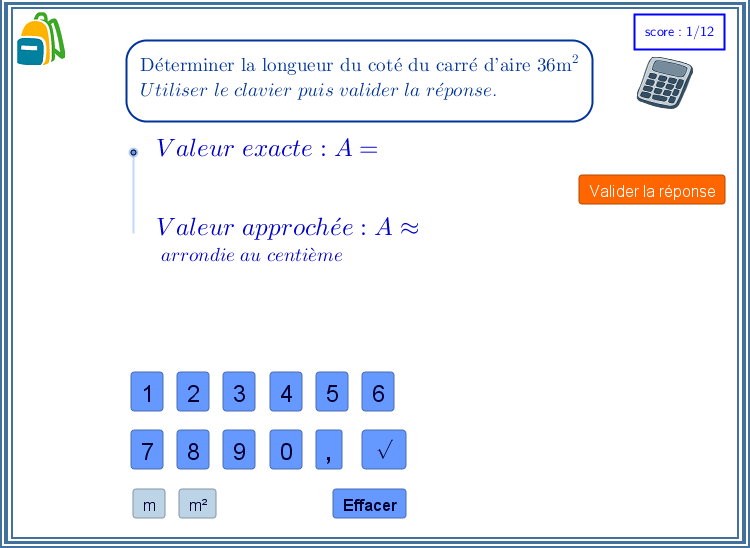 score : 1/12
Déterminer la longueur du coté du carré d'aire 36m²
Utiliser le clavier puis valider la réponse.
Valeur exacte : A =
Valider la réponse
Valeur approchée : A ≈
arrondie au centième
1 2 3 4 5 6
7 8 9 0 , √
m m² Effacer